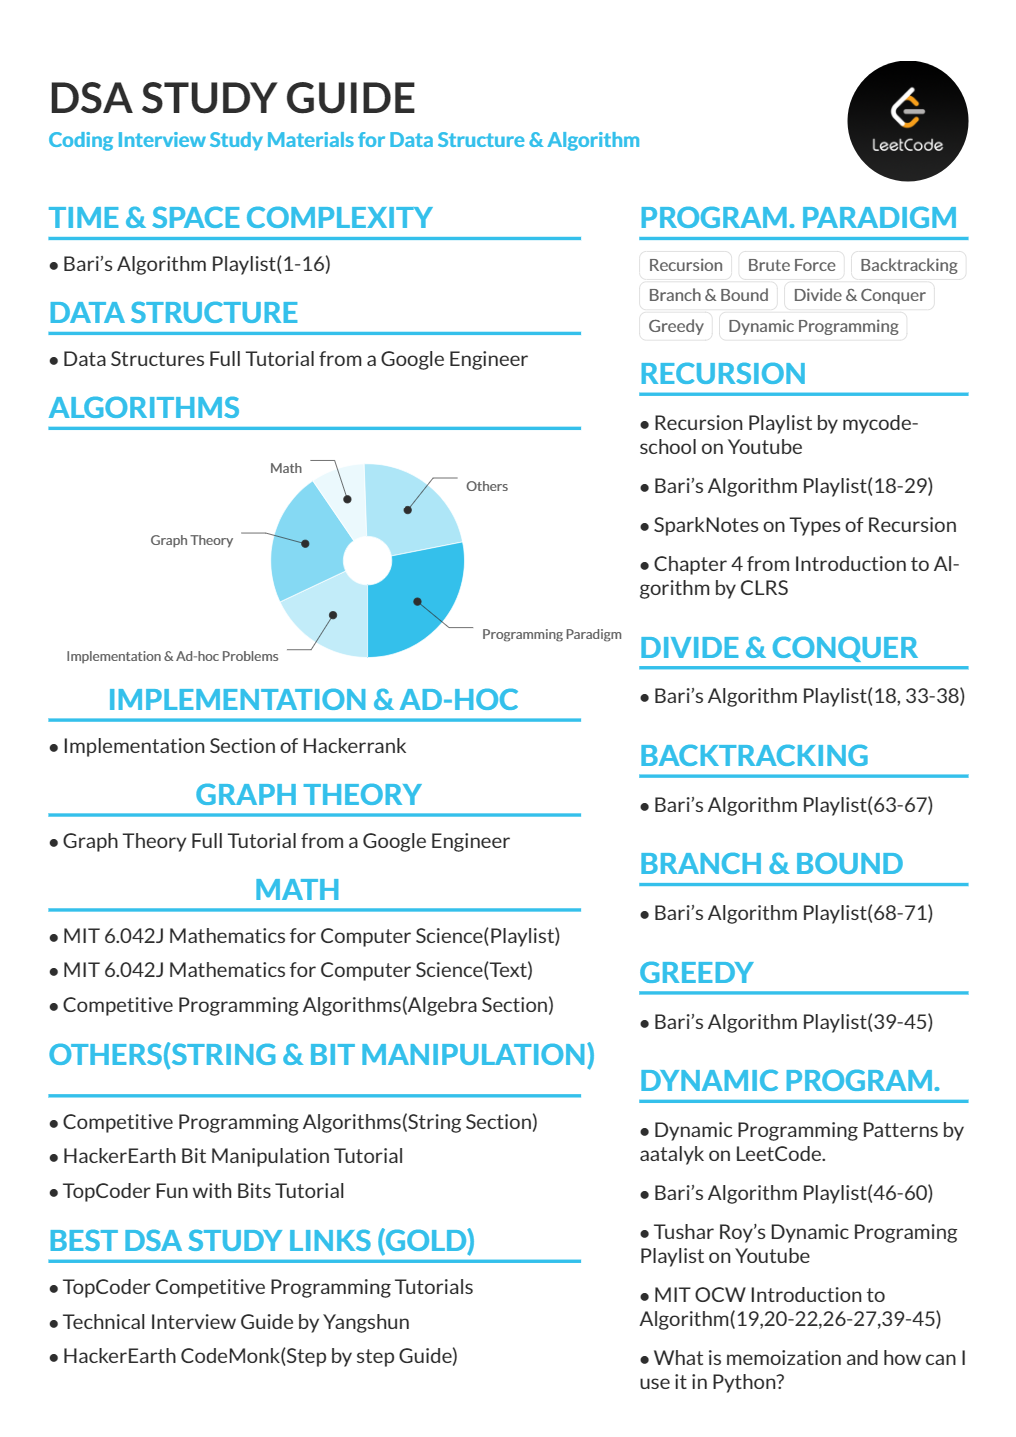 DSA STUDY GUIDE
Coding Interview Study Materials for Data Structure & Algorithm
LeetCode
TIME & SPACE COMPLEXITY
● Bari’s Algorithm Playlist(1-16)
DATA STRUCTURE
● Data Structures Full Tutorial from a Google Engineer
ALGORITHMS
Math
Others
Graph Theory
Programming Paradigm
Implementation & Ad-hoc Problems
IMPLEMENTATION & AD-HOC
● Implementation Section of Hackerrank
GRAPH THEORY
● Graph Theory Full Tutorial from a Google Engineer
MATH
● MIT 6.042J Mathematics for Computer Science(Playlist)
● MIT 6.042J Mathematics for Computer Science(Text)
● Competitive Programming Algorithms(Algebra Section)
OTHERS(STRING & BIT MANIPULATION)
● Competitive Programming Algorithms(String Section)
● HackerEarth Bit Manipulation Tutorial
● TopCoder Fun with Bits Tutorial
BEST DSA STUDY LINKS (GOLD)
● TopCoder Competitive Programming Tutorials
● Technical Interview Guide by Yangshun
● HackerEarth CodeMonk(Step by step Guide)
PROGRAM. PARADIGM
Recursion Brute Force Backtracking
Branch & Bound Divide & Conquer
Greedy Dynamic Programming
RECURSION
● Recursion Playlist by mycode-
school on Youtube
● Bari’s Algorithm Playlist(18-29)
● SparkNotes on Types of Recursion
● Chapter 4 from Introduction to Al-
gorithm by CLRS
DIVIDE & CONQUER
● Bari’s Algorithm Playlist(18, 33-38)
BACKTRACKING
● Bari’s Algorithm Playlist(63-67)
BRANCH & BOUND
● Bari’s Algorithm Playlist(68-71)
GREEDY
● Bari’s Algorithm Playlist(39-45)
DYNAMIC PROGRAM.
● Dynamic Programming Patterns by
aatalyk on LeetCode.
● Bari’s Algorithm Playlist(46-60)
● Tushar Roy’s Dynamic Programing
Playlist on Youtube
● MIT OCW Introduction to
Algorithm(19,20-22,26-27,39-45)
● What is memoization and how can I
use it in Python?